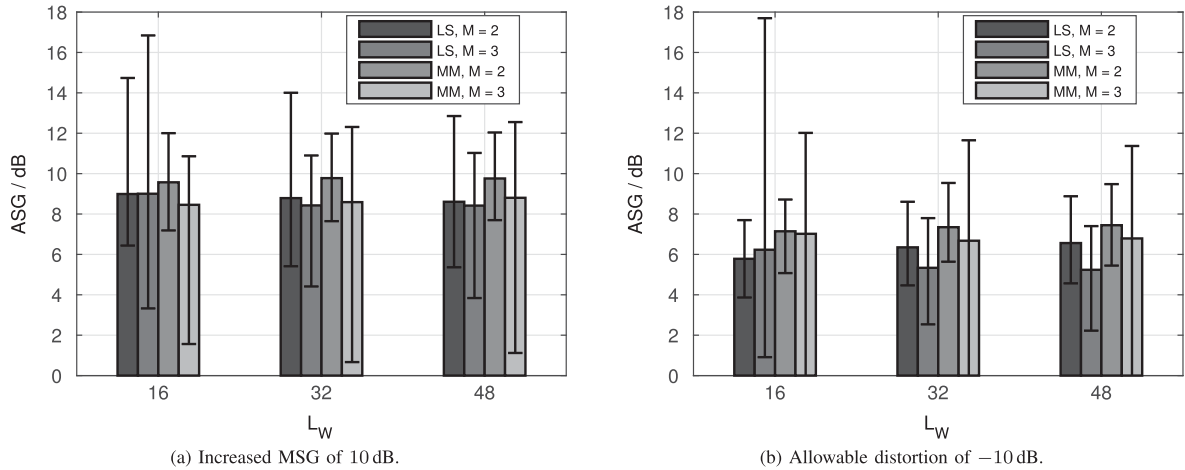 18
16
14
12
10
8
6
4
2
0
ASG / dB
LS, M = 2
LS, M = 3
MM, M = 2
MM, M = 3
16
32
48
L_W
(a) Increased MSG of 10 dB.
18
16
14
12
10
8
6
4
2
0
ASG / dB
LS, M = 2
LS, M = 3
MM, M = 2
MM, M = 3
16
32
48
L_W
(b) Allowable distortion of −10 dB.